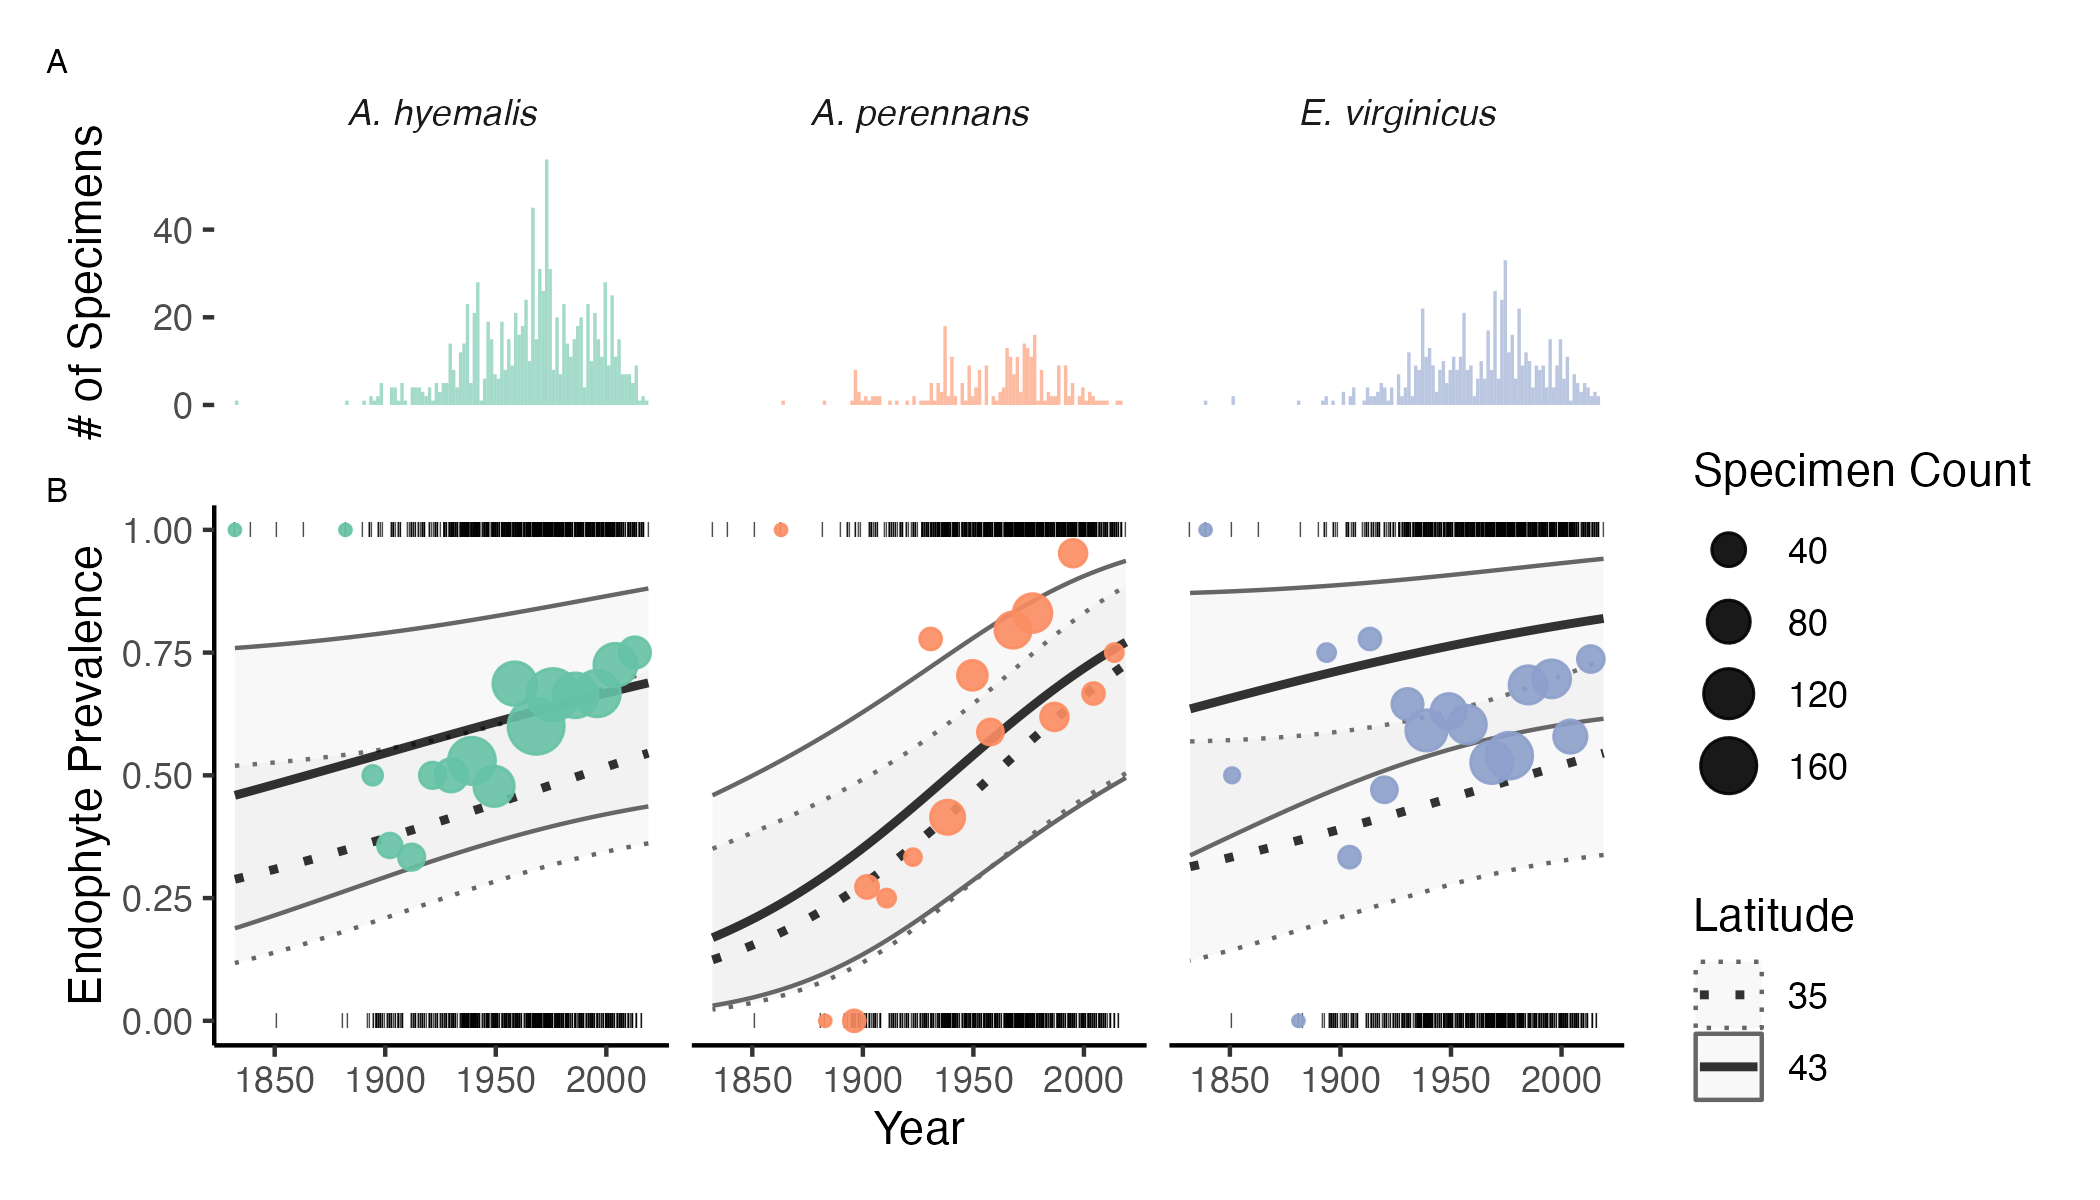 A
A. hyemalis
A. perennans
E. virginicus
# of Specimens
40
20
0
B
Endophyte Prevalence
1.00
0.75
0.50
0.25
0.00
1850 1900 1950 2000
1850 1900 1950 2000
1850 1900 1950 2000
Year
Specimen Count
40
80
120
160
Latitude
35
43